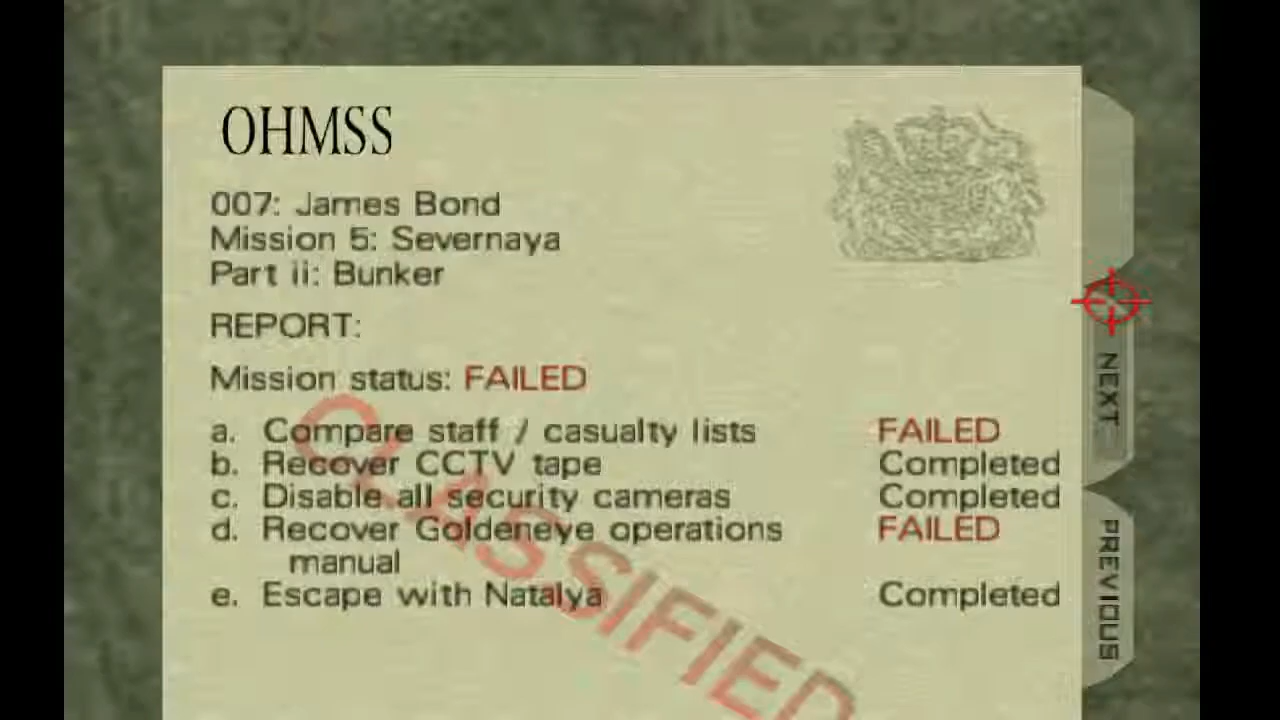 OHMSS
007: James Bond
Mission 5: Severnaya
Part ii: Bunker
REPORT:
Mission status: FAILED
a. Compare staff / casualty lists FAILED
b. Recover CCTV tape Completed
c. Disable all security cameras Completed
d. Recover Goldeneye operations FAILED
manual
e. Escape with Natalya Completed
CLASSIFIED
NEXT
PREVIOUS